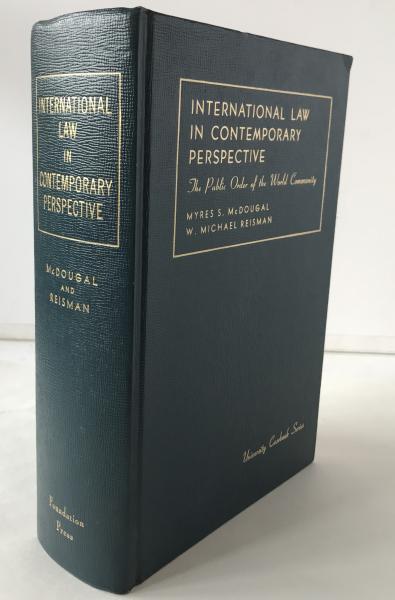 INTERNATIONAL
LAW
IN
CONTEMPORARY
PERSPECTIVE
McDOUGAL
AND
REISMAN
Foundation
Press
INTERNATIONAL LAW
IN CONTEMPORARY
PERSPECTIVE
The Public Order of the World Community
MYRES S. McDOUGAL
W. MICHAEL REISMAN
University Casebook Series